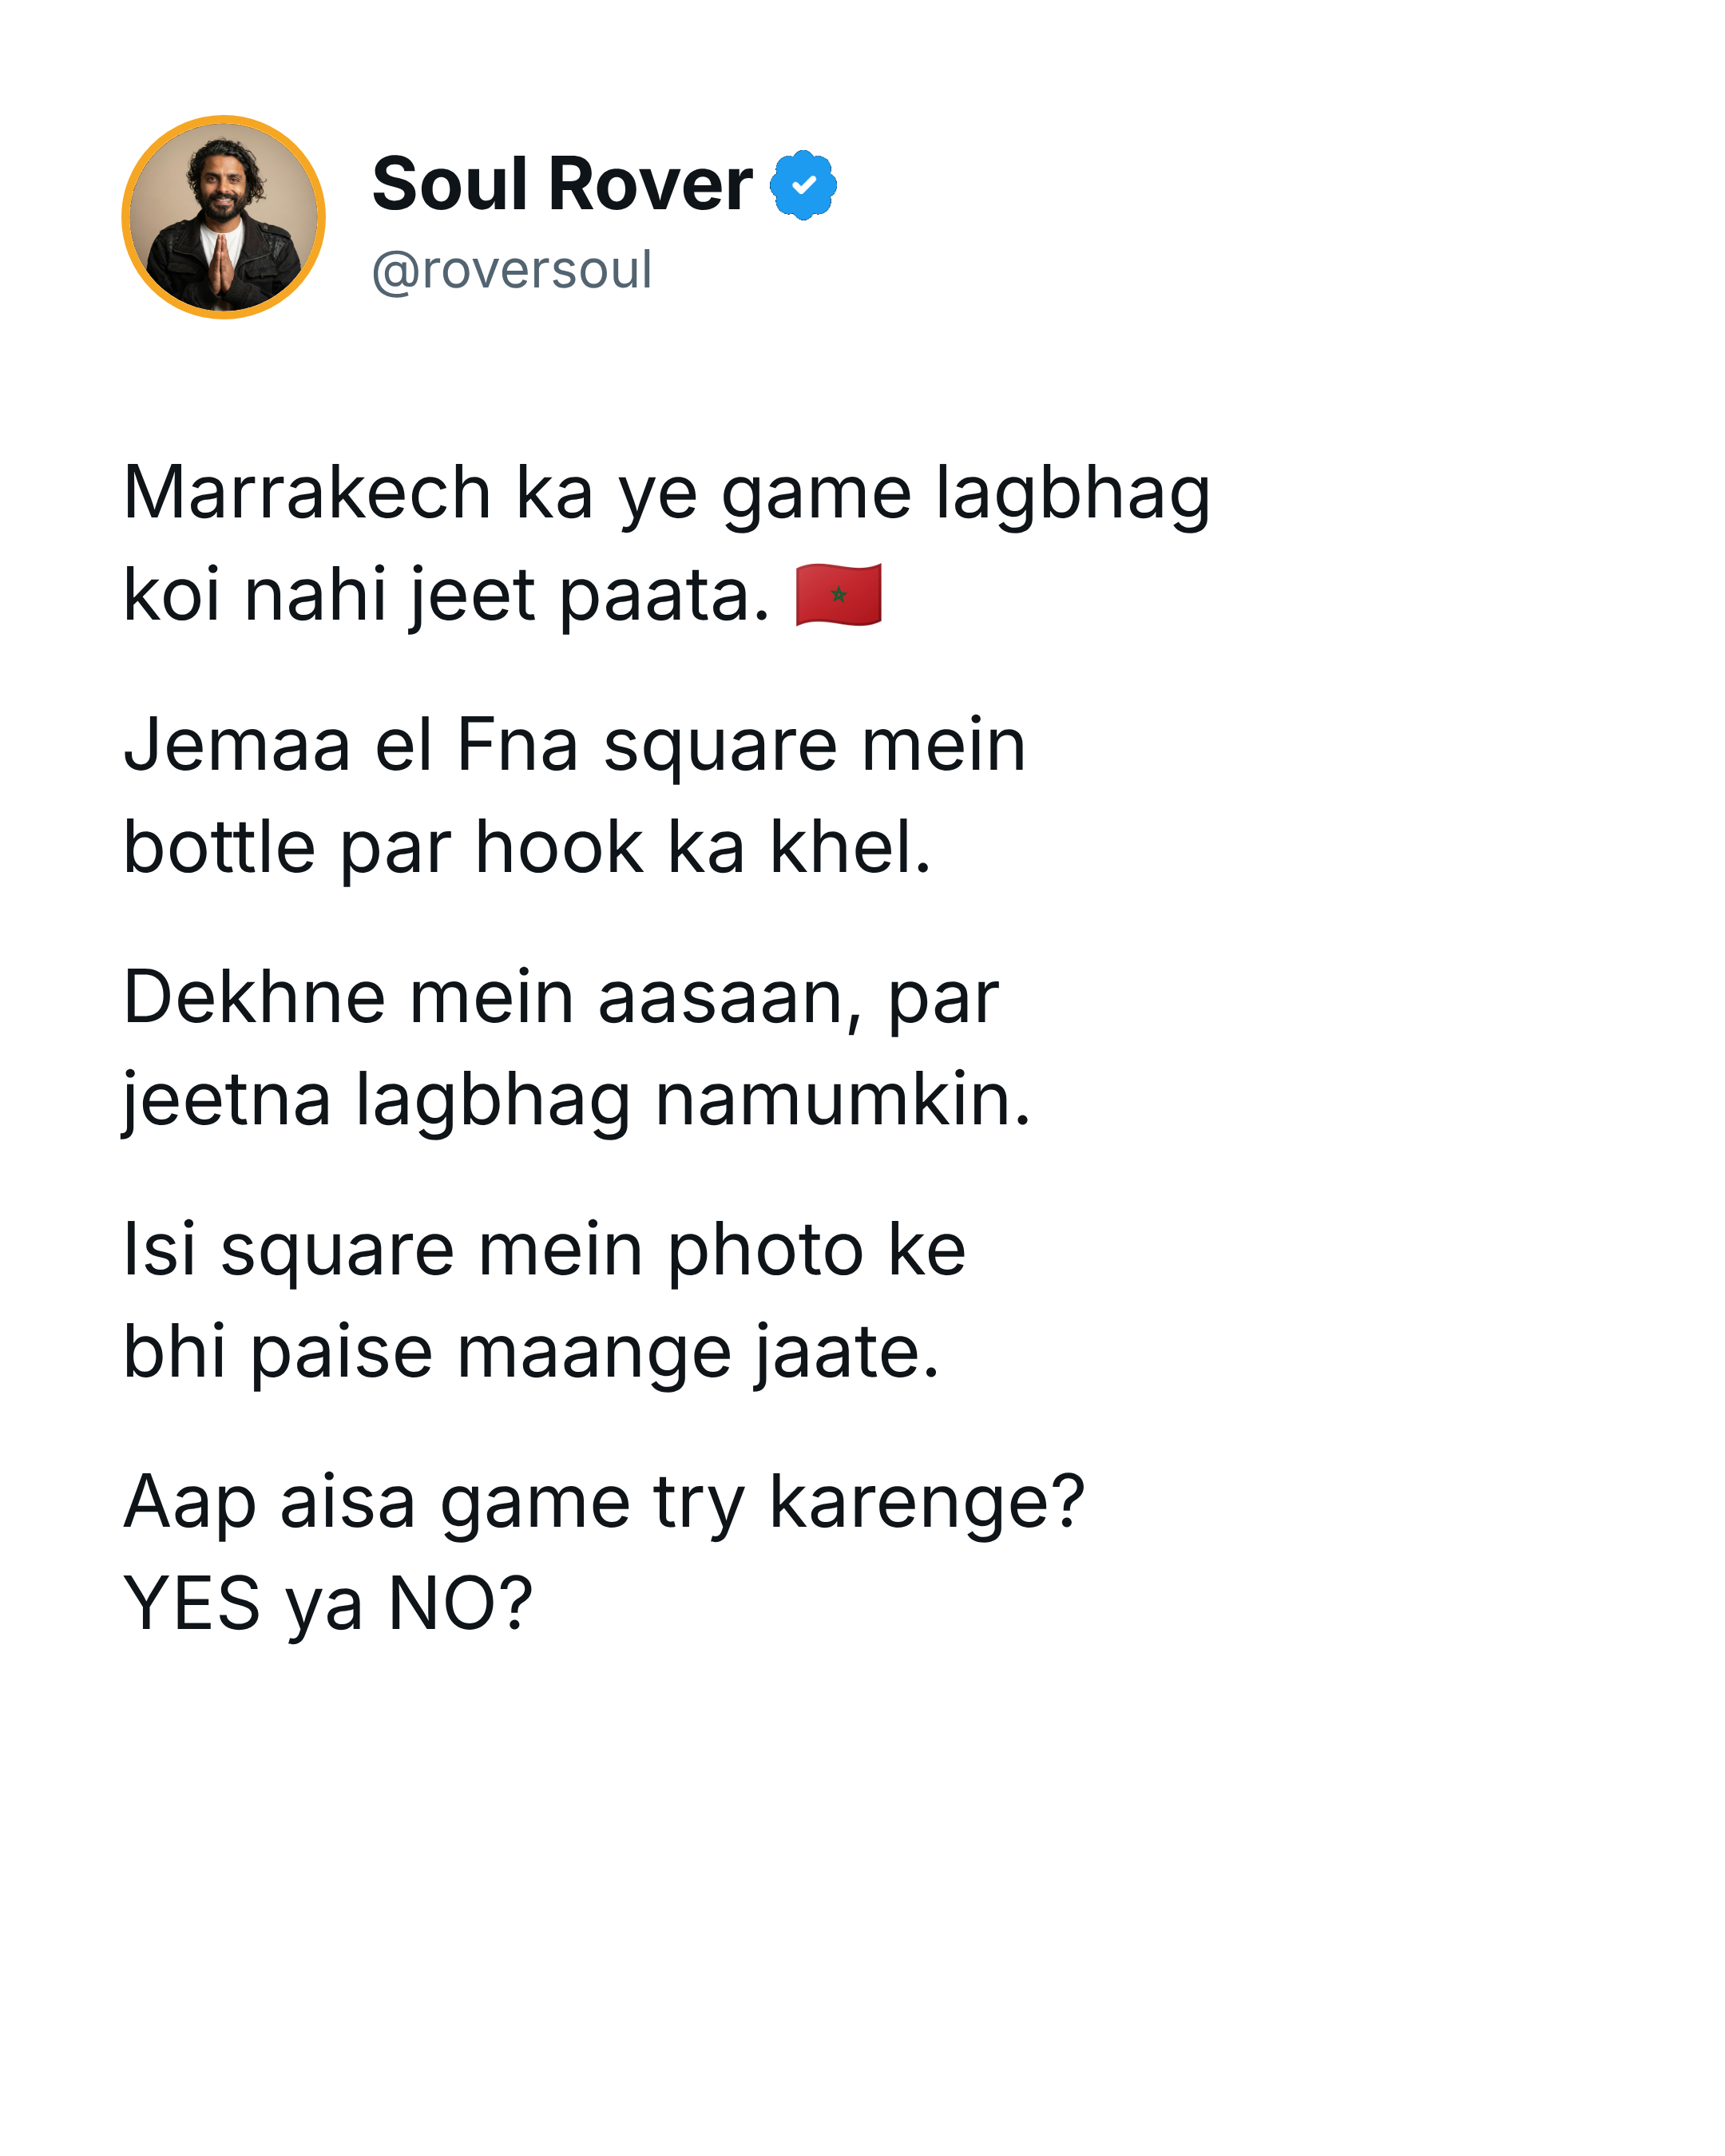 Soul Rover
@roversoul
Marrakech ka ye game lagbhag
koi nahi jeet paata. 🇲🇦
Jemaa el Fna square mein
bottle par hook ka khel.
Dekhne mein aasaan, par
jeetna lagbhag namumkin.
Isi square mein photo ke
bhi paise maange jaate.
Aap aisa game try karenge?
YES ya NO?